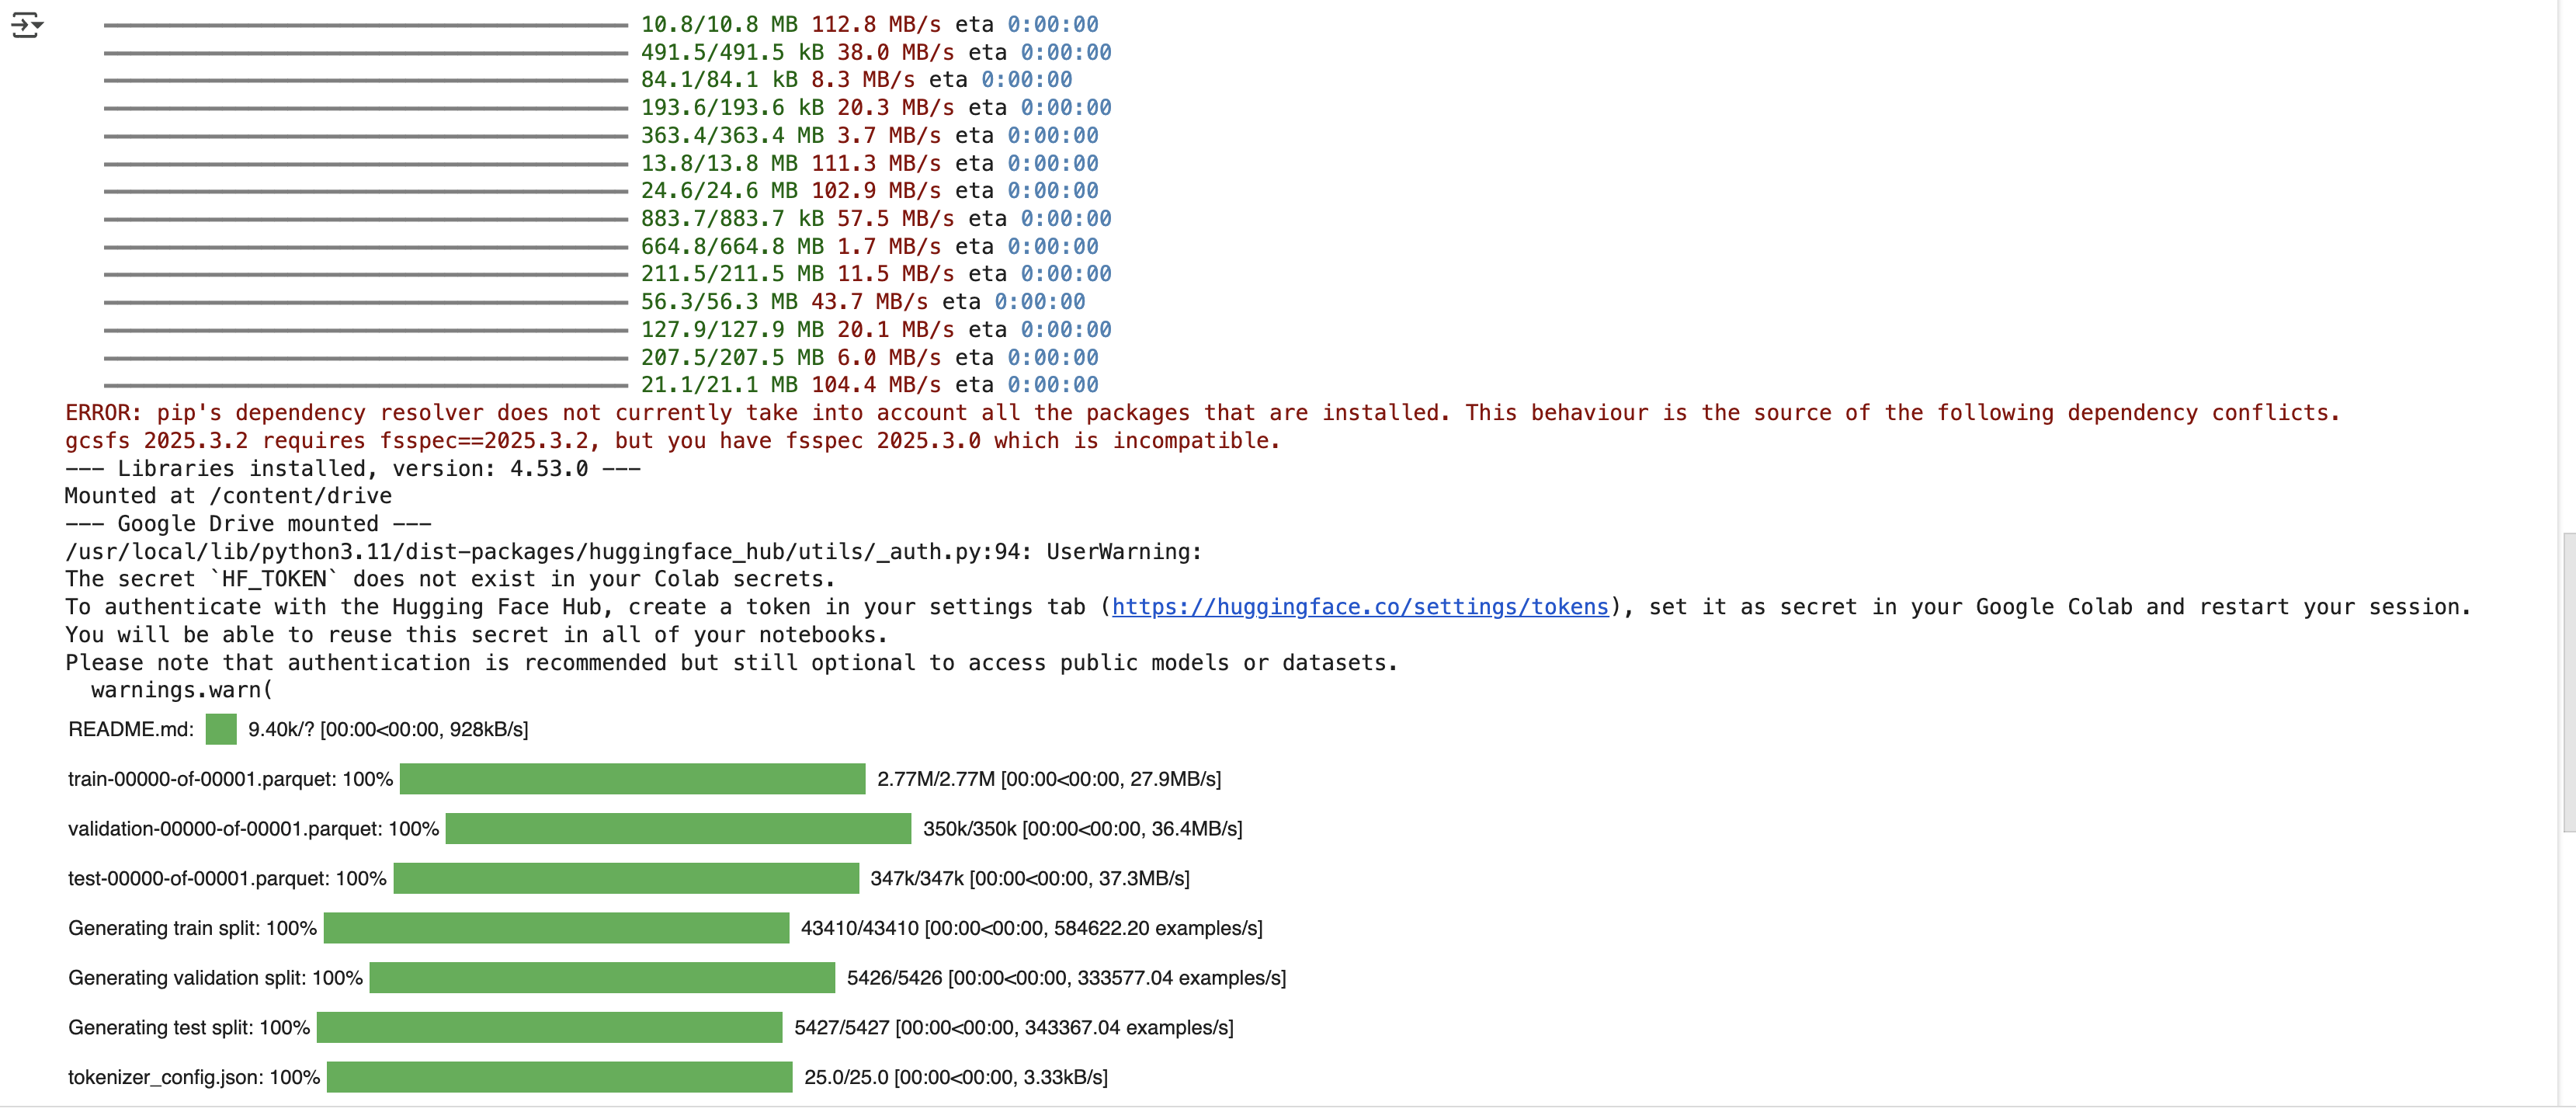 10.8/10.8 MB 112.8 MB/s eta 0:00:00
491.5/491.5 kB 38.0 MB/s eta 0:00:00
84.1/84.1 kB 8.3 MB/s eta 0:00:00
193.6/193.6 kB 20.3 MB/s eta 0:00:00
363.4/363.4 MB 3.7 MB/s eta 0:00:00
13.8/13.8 MB 111.3 MB/s eta 0:00:00
24.6/24.6 MB 102.9 MB/s eta 0:00:00
883.7/883.7 kB 57.5 MB/s eta 0:00:00
664.8/664.8 MB 1.7 MB/s eta 0:00:00
211.5/211.5 MB 11.5 MB/s eta 0:00:00
56.3/56.3 MB 43.7 MB/s eta 0:00:00
127.9/127.9 MB 20.1 MB/s eta 0:00:00
207.5/207.5 MB 6.0 MB/s eta 0:00:00
21.1/21.1 MB 104.4 MB/s eta 0:00:00
ERROR: pip's dependency resolver does not currently take into account all the packages that are installed. This behaviour is the source of the following dependency conflicts.
gcsfs 2025.3.2 requires fsspec==2025.3.2, but you have fsspec 2025.3.0 which is incompatible.
--- Libraries installed, version: 4.53.0 ---
Mounted at /content/drive
--- Google Drive mounted ---
/usr/local/lib/python3.11/dist-packages/huggingface_hub/utils/_auth.py:94: UserWarning:
The secret `HF_TOKEN` does not exist in your Colab secrets.
To authenticate with the Hugging Face Hub, create a token in your settings tab (https://huggingface.co/settings/tokens), set it as secret in your Google Colab and restart your session.
You will be able to reuse this secret in all of your notebooks.
Please note that authentication is recommended but still optional to access public models or datasets.
warnings.warn(
README.md: 9.40k/? [00:00<00:00, 928kB/s]
train-00000-of-00001.parquet: 100% 2.77M/2.77M [00:00<00:00, 27.9MB/s]
validation-00000-of-00001.parquet: 100% 350k/350k [00:00<00:00, 36.4MB/s]
test-00000-of-00001.parquet: 100% 347k/347k [00:00<00:00, 37.3MB/s]
Generating train split: 100% 43410/43410 [00:00<00:00, 584622.20 examples/s]
Generating validation split: 100% 5426/5426 [00:00<00:00, 333577.04 examples/s]
Generating test split: 100% 5427/5427 [00:00<00:00, 343367.04 examples/s]
tokenizer_config.json: 100% 25.0/25.0 [00:00<00:00, 3.33kB/s]